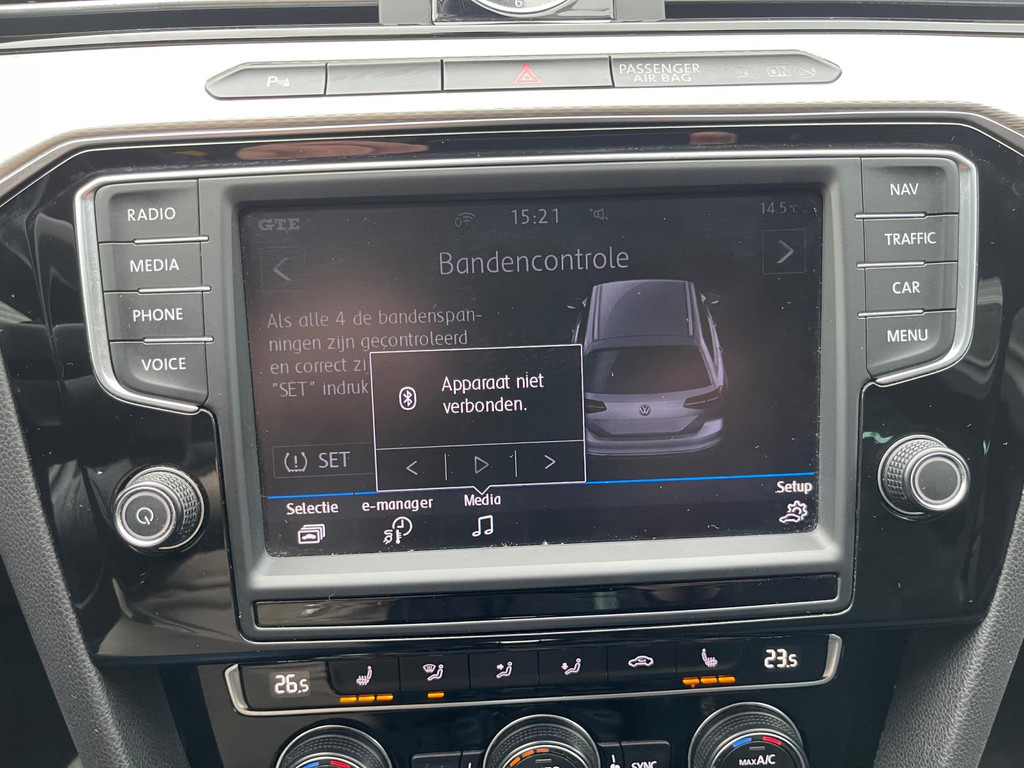 6
P
PASSENGER
AIR BAG
ON
RADIO
MEDIA
PHONE
VOICE
NAV
TRAFFIC
CAR
MENU
GTE
15:21
14.5°C
Bandencontrole
Als alle 4 de bandenspan-
ningen zijn gecontroleerd
en correct zi
"SET" indruk
Apparaat niet
verbonden.
SET
Selectie
e-manager
Media
Setup
26.5
23.5
SYNC
MAX A/C